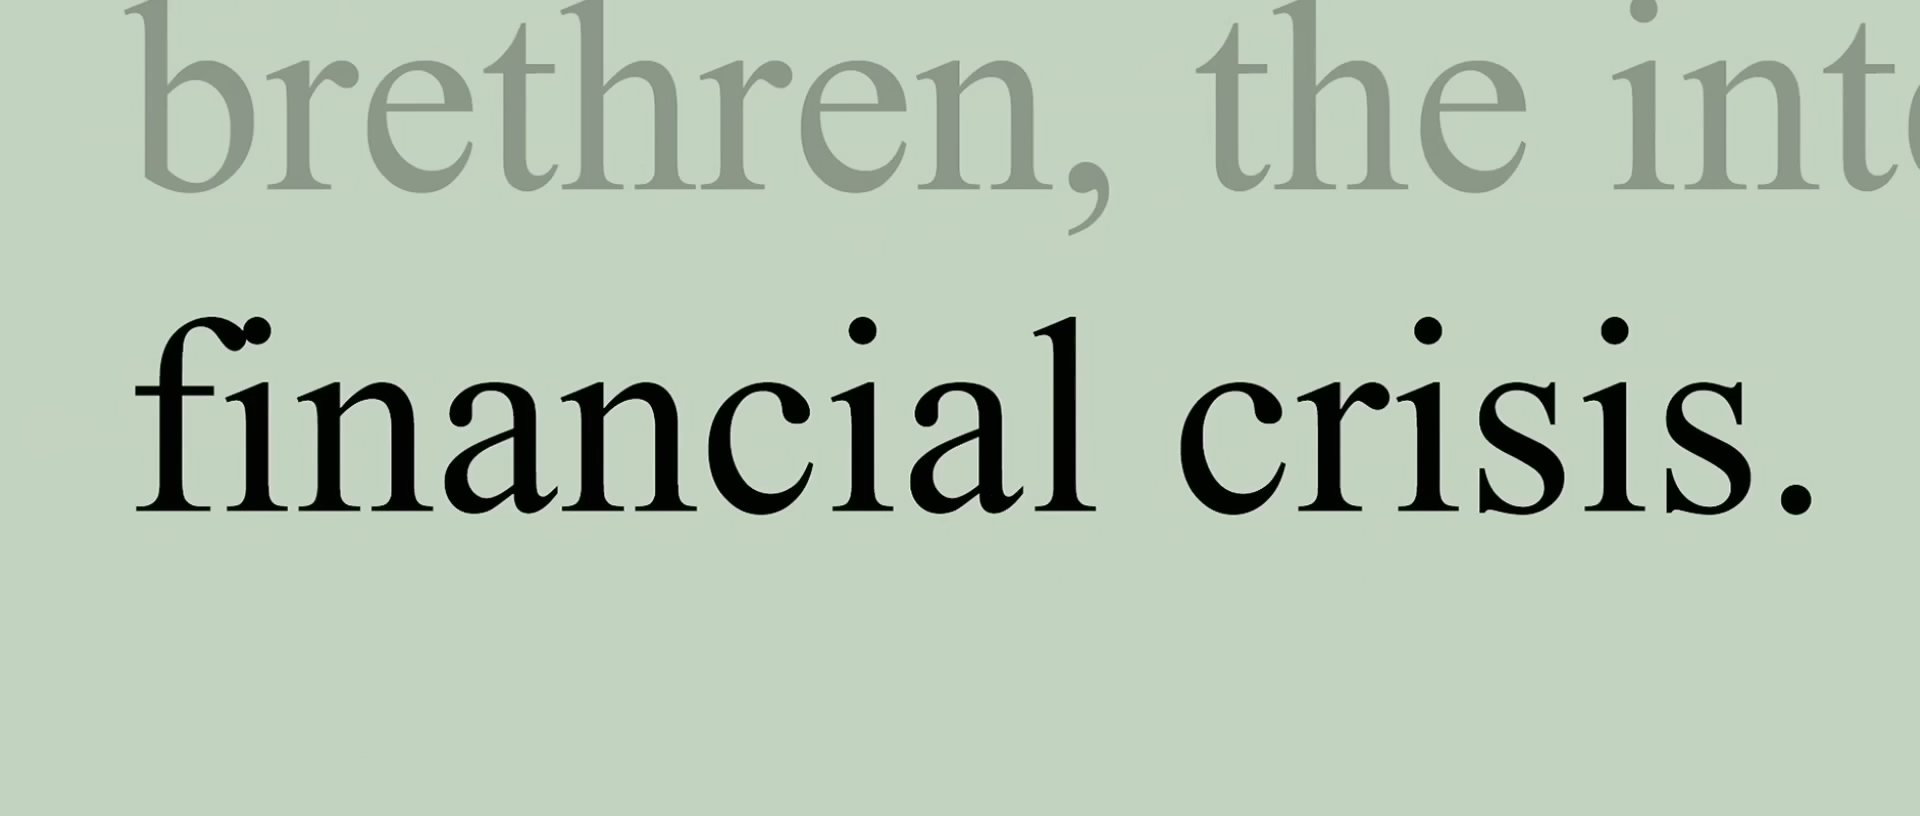 brethren, the
financial crisis.